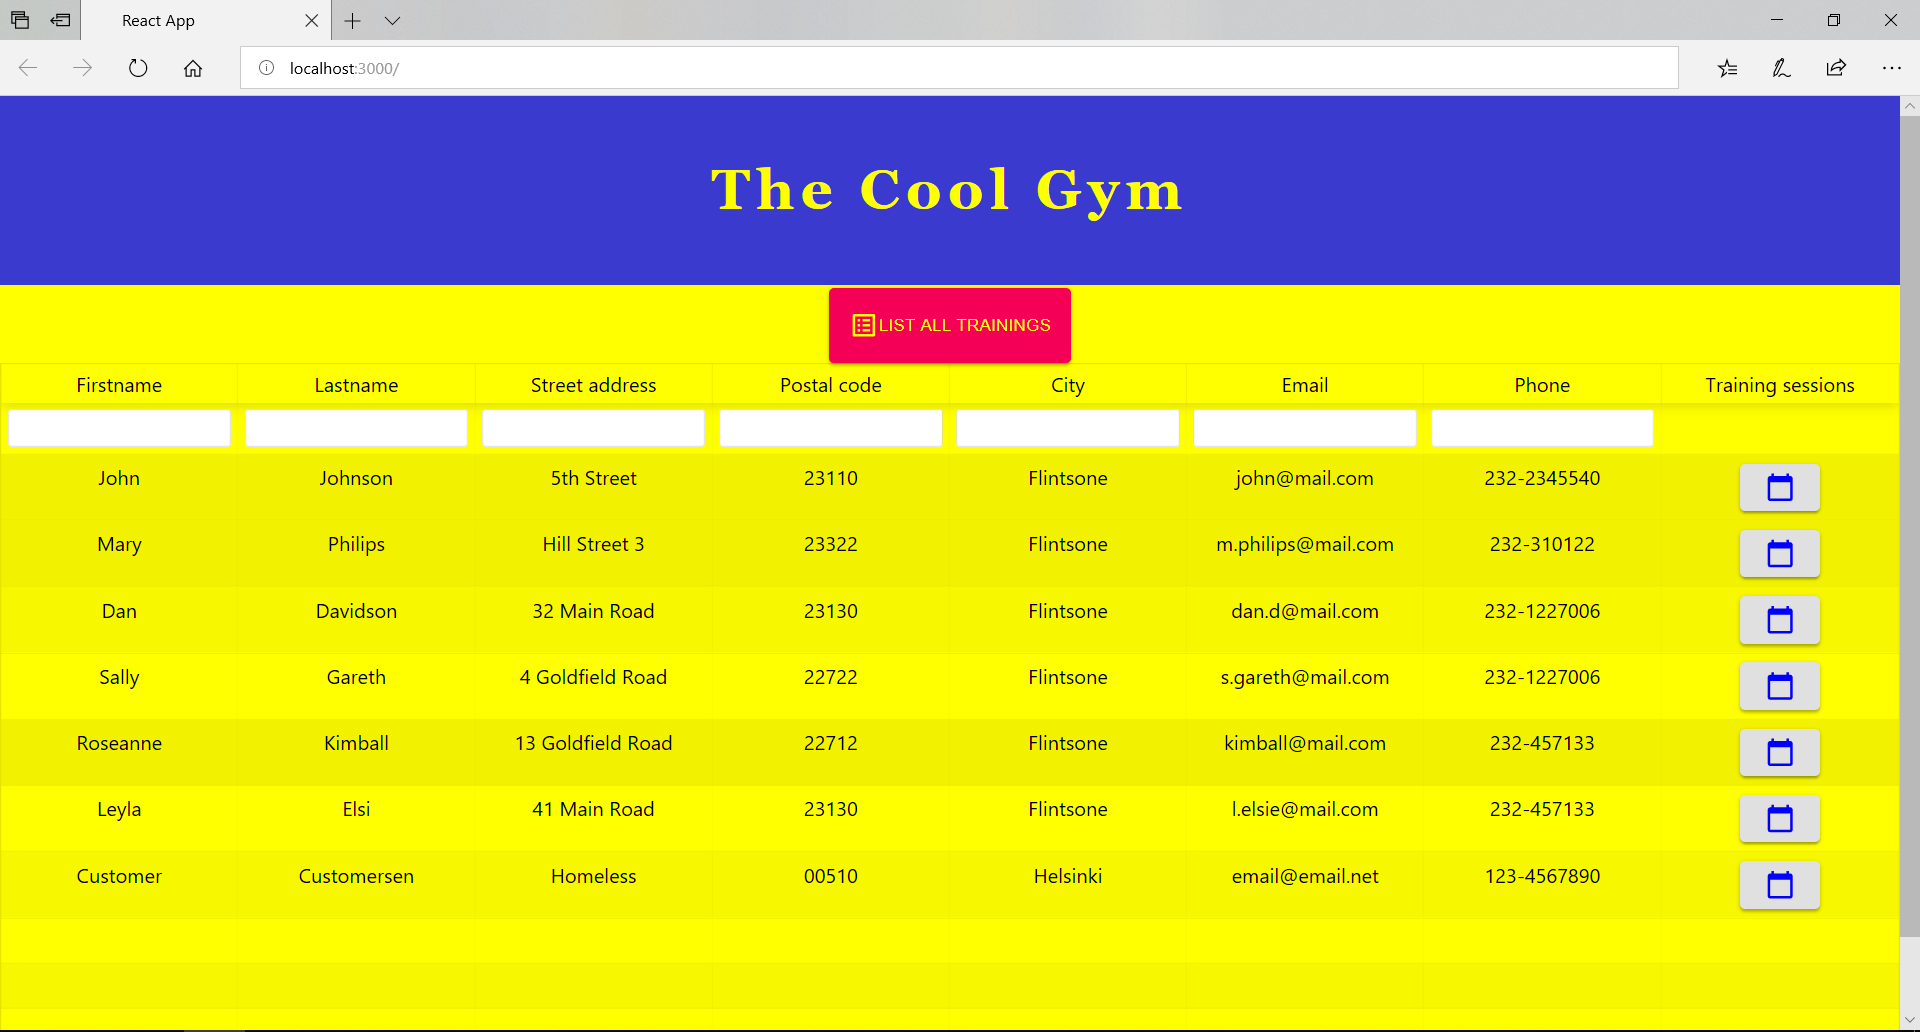 React App
localhost:3000/
The Cool Gym
LIST ALL TRAININGS
Firstname Lastname Street address Postal code City Email Phone Training sessions
John Johnson 5th Street 23110 Flintsone john@mail.com 232-2345540
Mary Philips Hill Street 3 23322 Flintsone m.philips@mail.com 232-310122
Dan Davidson 32 Main Road 23130 Flintsone dan.d@mail.com 232-1227006
Sally Gareth 4 Goldfield Road 22722 Flintsone s.gareth@mail.com 232-1227006
Roseanne Kimball 13 Goldfield Road 22712 Flintsone kimball@mail.com 232-457133
Leyla Elsi 41 Main Road 23130 Flintsone l.elsie@mail.com 232-457133
Customer Customersen Homeless 00510 Helsinki email@email.net 123-4567890